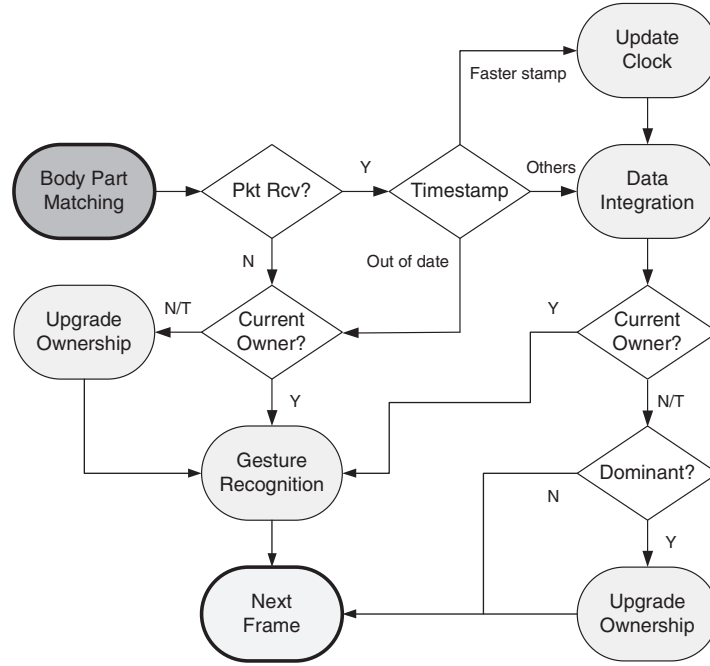 Update
Clock
Faster stamp
Body Part
Matching
Pkt Rcv?
Y
Timestamp
Others
Data
Integration
N
Out of date
Upgrade
Ownership
N/T
Current
Owner?
Y
Current
Owner?
Y
N/T
Gesture
Recognition
Dominant?
N
Y
Next
Frame
Upgrade
Ownership